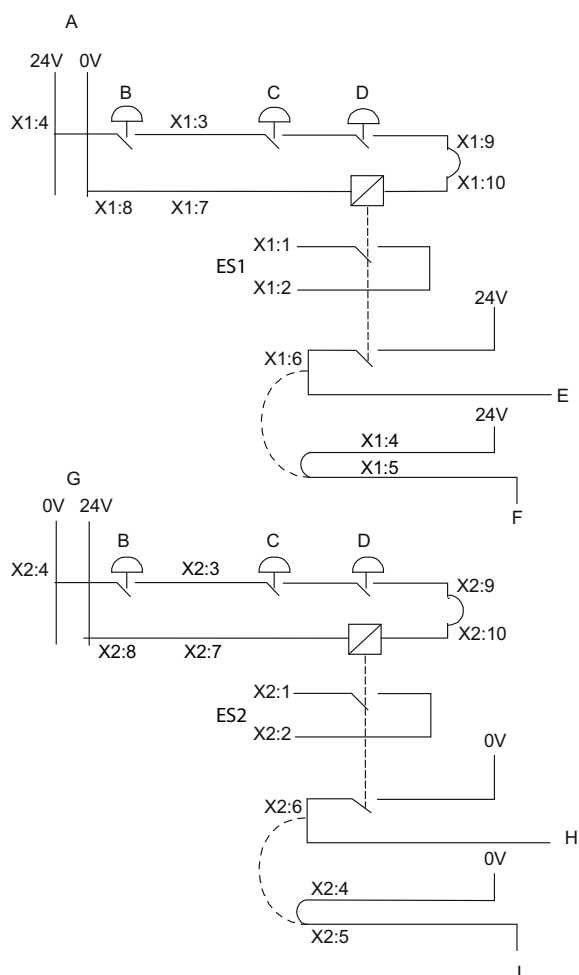 A
24V 0V
B C D
X1:4 X1:3 X1:9
X1:10
X1:8 X1:7
X1:1
ES1
X1:2
24V
X1:6
E
24V
X1:4
X1:5
F
G
0V 24V
B C D
X2:4 X2:3 X2:9
X2:10
X2:8 X2:7
X2:1
ES2
X2:2
0V
X2:6
H
0V
X2:4
X2:5
I